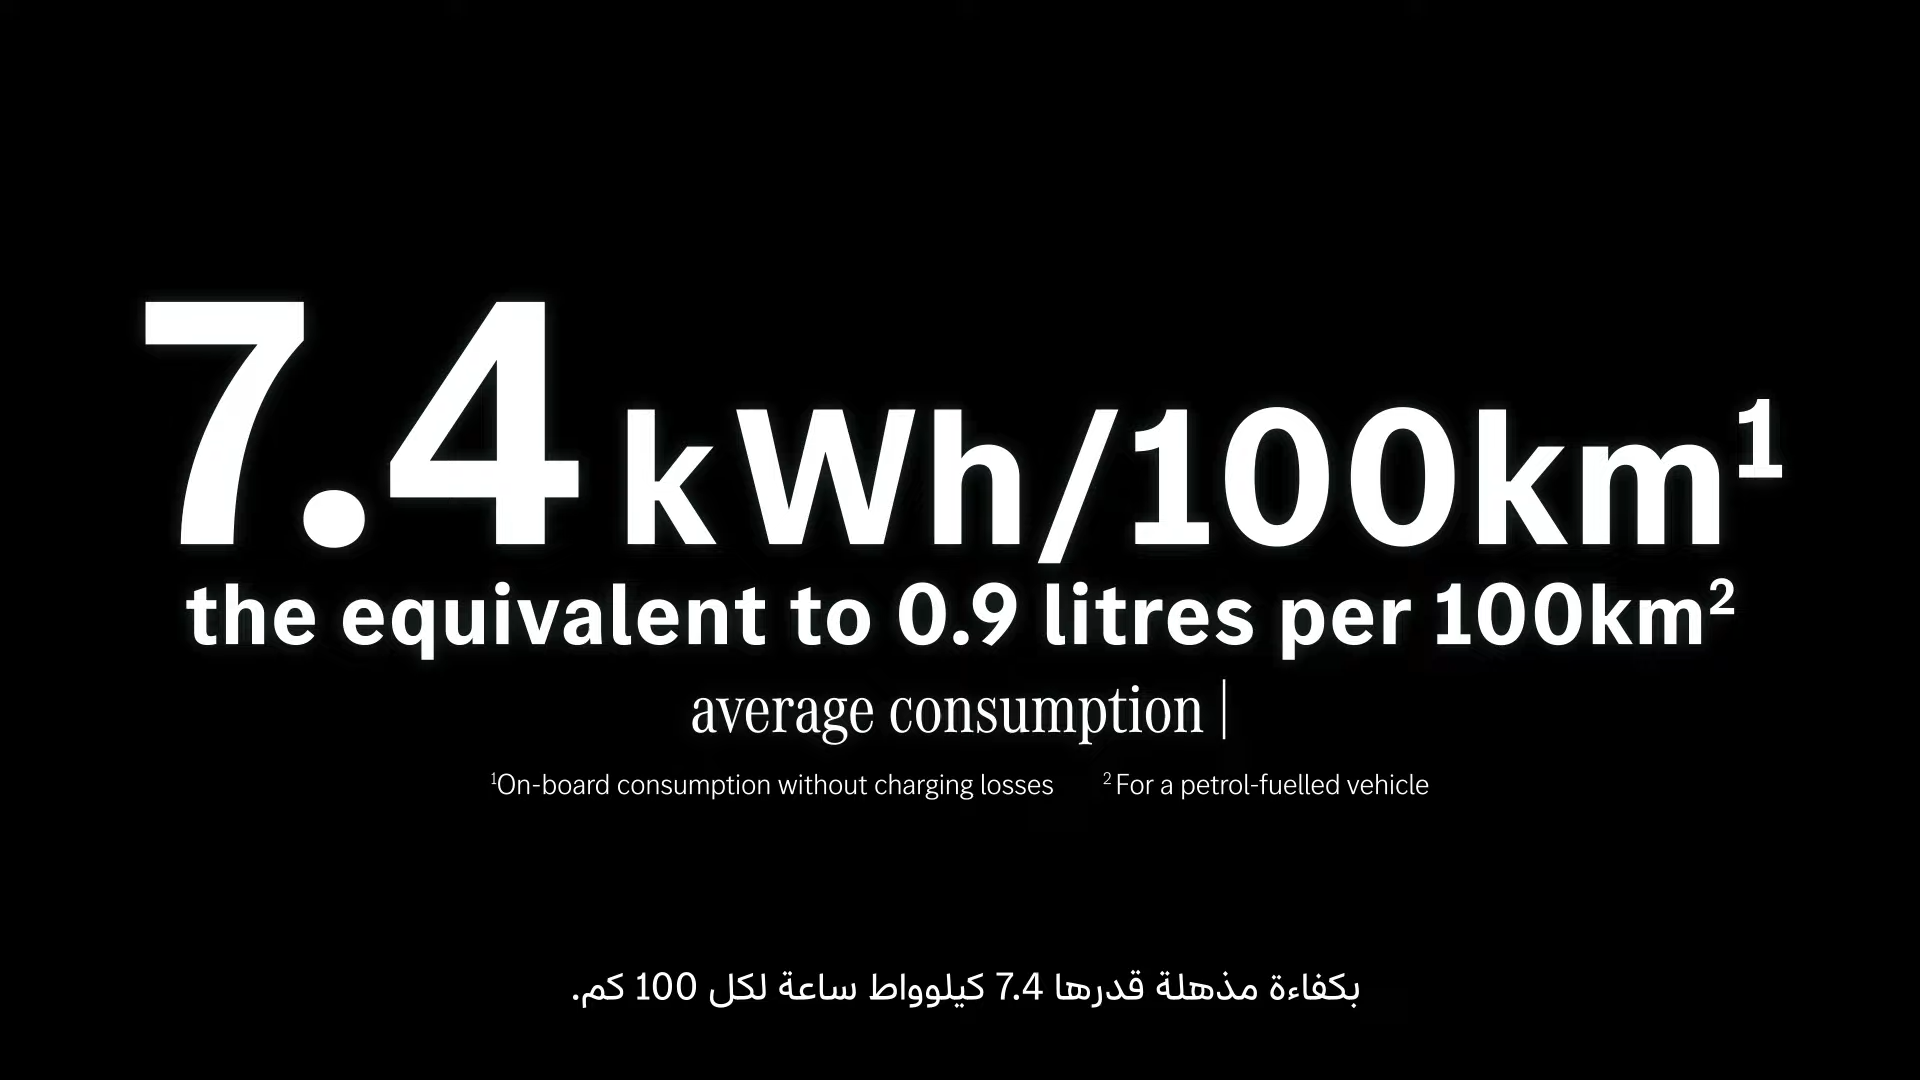 7.4 kWh/100km¹
the equivalent to 0.9 litres per 100km²
average consumption |
¹On-board consumption without charging losses ² For a petrol-fuelled vehicle
بكفاءة مذهلة قدرها 7.4 كيلوواط ساعة لكل 100 كم.